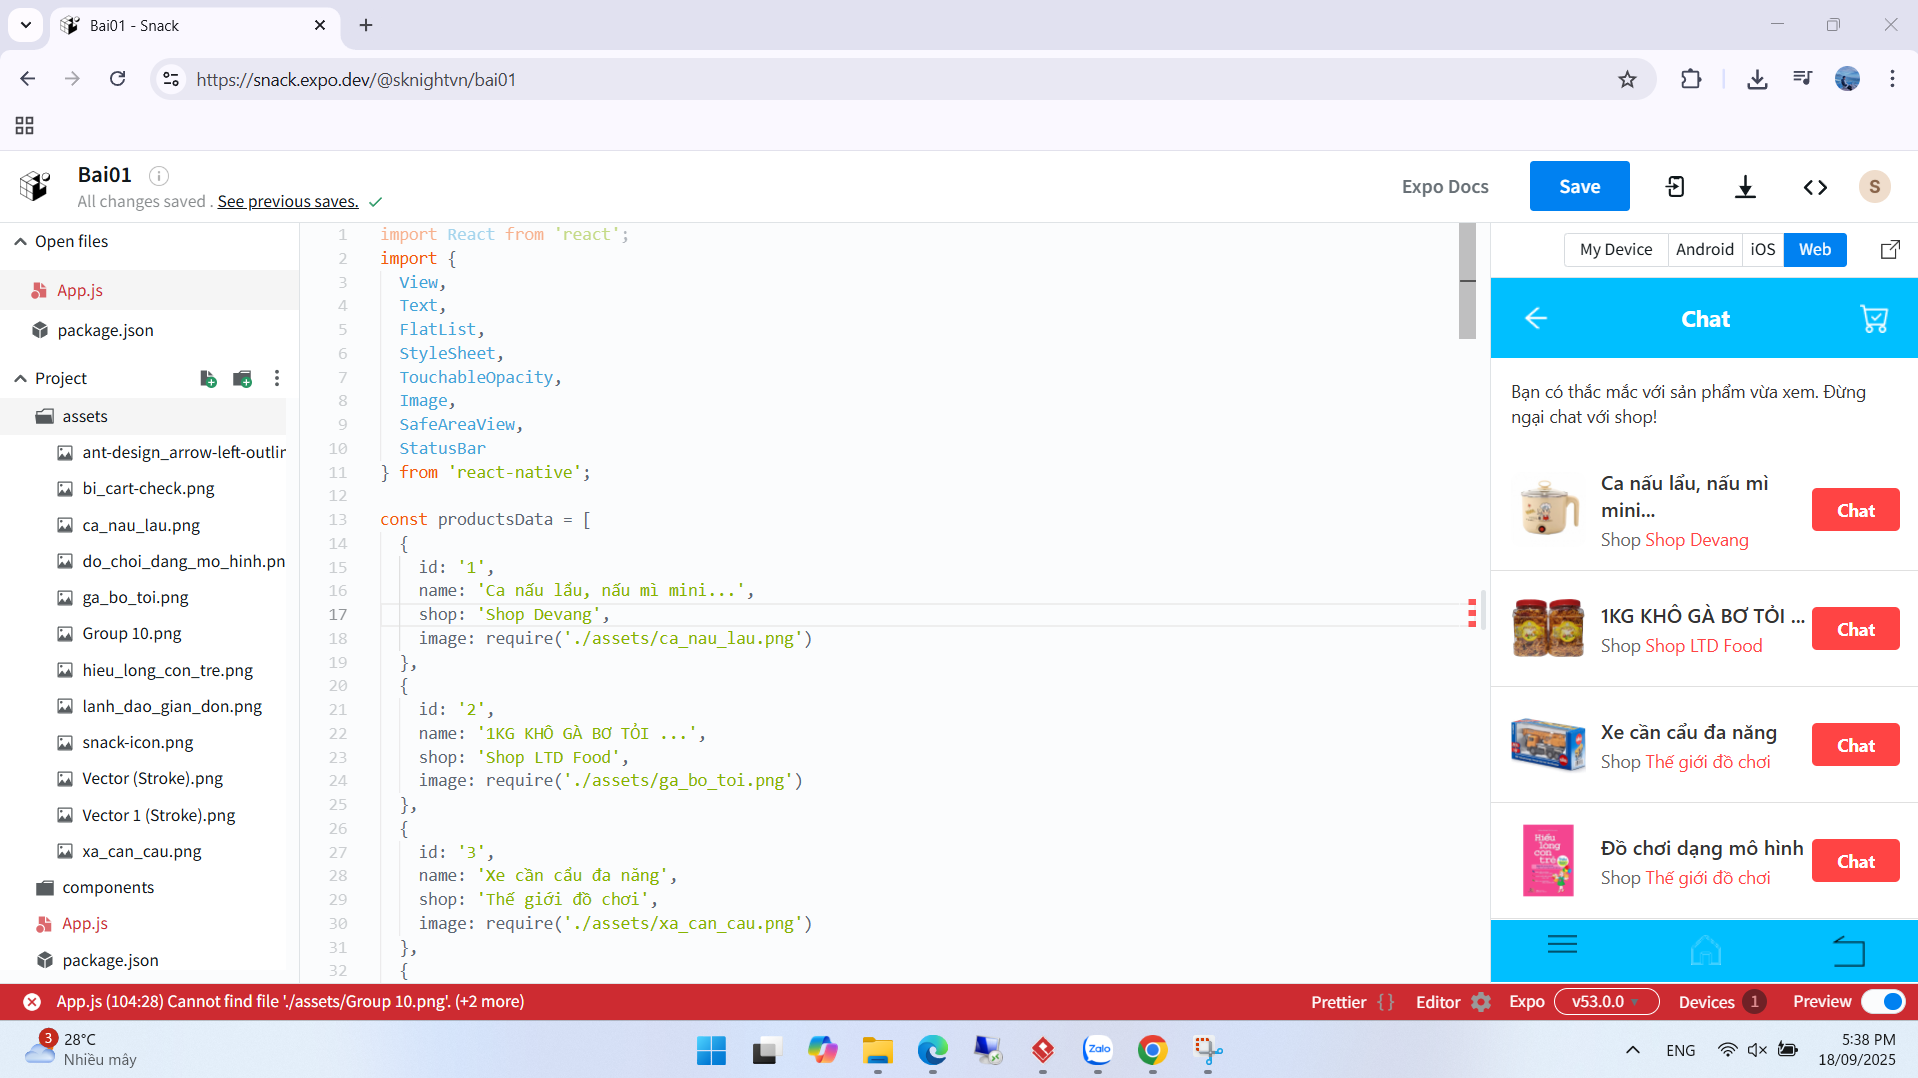 Bai01 - Snack
https://snack.expo.dev/@sknightvn/bai01
Bai01
All changes saved . See previous saves.
Expo Docs
Save
S
Open files
App.js
package.json
Project
assets
ant-design_arrow-left-outlin
bi_cart-check.png
ca_nau_lau.png
do_choi_dang_mo_hinh.pn
ga_bo_toi.png
Group 10.png
hieu_long_con_tre.png
lanh_dao_gian_don.png
snack-icon.png
Vector (Stroke).png
Vector 1 (Stroke).png
xa_can_cau.png
components
App.js
package.json
1 import React from 'react';
2 import {
3 View,
4 Text,
5 FlatList,
6 StyleSheet,
7 TouchableOpacity,
8 Image,
9 SafeAreaView,
10 StatusBar
11 } from 'react-native';
12
13 const productsData = [
14 {
15 id: '1',
16 name: 'Ca nấu lẩu, nấu mì mini...',
17 shop: 'Shop Devang',
18 image: require('./assets/ca_nau_lau.png')
19 },
20 {
21 id: '2',
22 name: '1KG KHÔ GÀ BƠ TỎI ...',
23 shop: 'Shop LTD Food',
24 image: require('./assets/ga_bo_toi.png')
25 },
26 {
27 id: '3',
28 name: 'Xe cần cẩu đa năng',
29 shop: 'Thế giới đồ chơi',
30 image: require('./assets/xa_can_cau.png')
31 },
32 {
My Device Android iOS Web
Chat
Bạn có thắc mắc với sản phẩm vừa xem. Đừng
ngại chat với shop!
Ca nấu lẩu, nấu mì
mini...
Shop Shop Devang
Chat
1KG KHÔ GÀ BƠ TỎI ...
Shop Shop LTD Food
Chat
Xe cần cẩu đa năng
Shop Thế giới đồ chơi
Chat
Hiểu
lòng
con
trẻ
Đồ chơi dạng mô hình
Shop Thế giới đồ chơi
Chat
App.js (104:28) Cannot find file './assets/Group 10.png'. (+2 more)
Prettier { } Editor Expo v53.0.0 Devices 1 Preview
3
28°C
Nhiều mây
Zalo
ENG
5:38 PM
18/09/2025